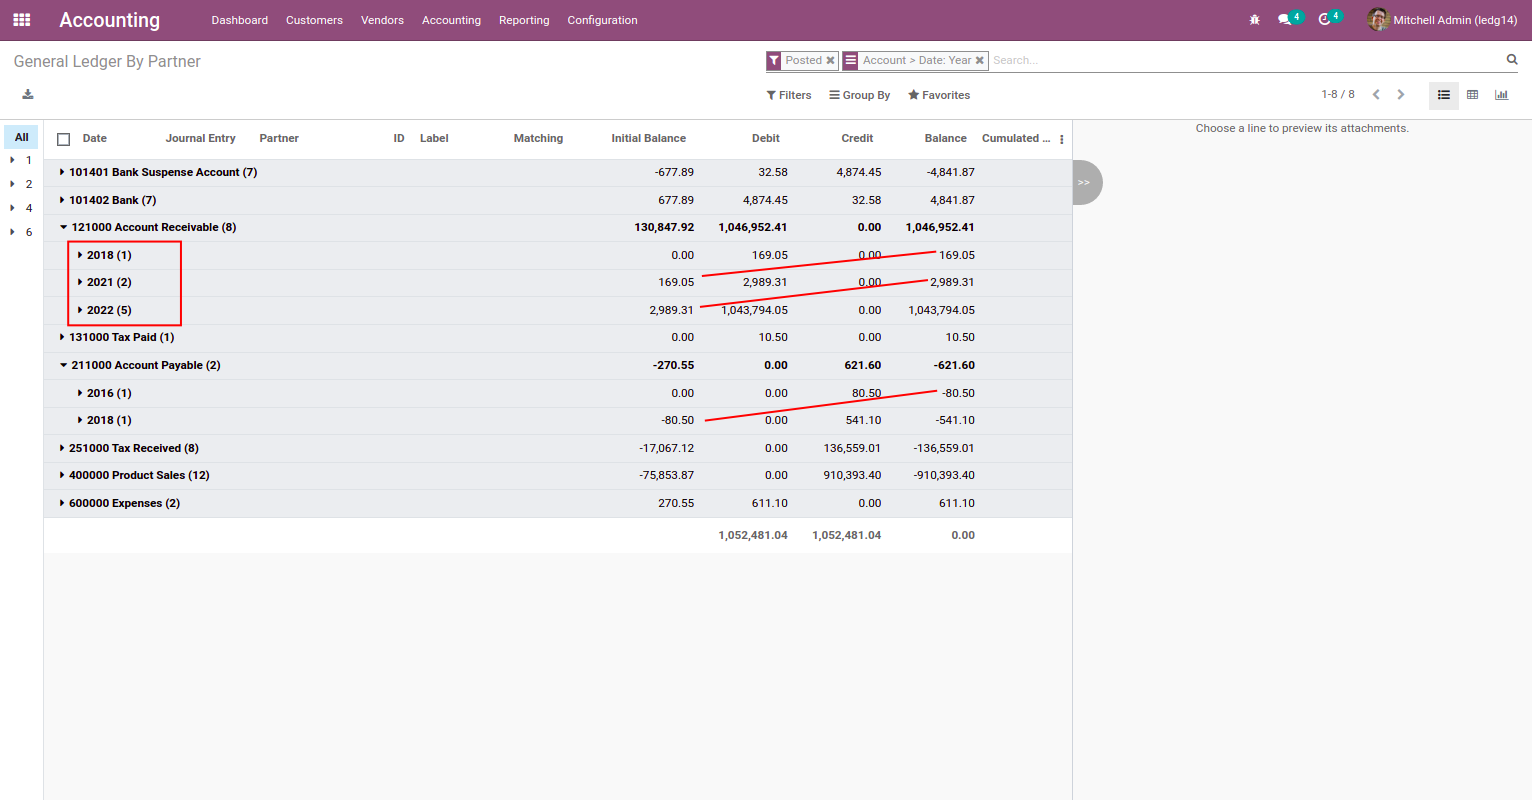 Accounting Dashboard Customers Vendors Accounting Reporting Configuration 4 4 Mitchell Admin (ledg14)
General Ledger By Partner Posted Account > Date: Year Search...
Filters Group By Favorites 1-8 / 8
All Date Journal Entry Partner ID Label Matching Initial Balance Debit Credit Balance Cumulated ... Choose a line to preview its attachments.
1
2
4
6
101401 Bank Suspense Account (7) -677.89 32.58 4,874.45 -4,841.87
>>
101402 Bank (7) 677.89 4,874.45 32.58 4,841.87
121000 Account Receivable (8) 130,847.92 1,046,952.41 0.00 1,046,952.41
2018 (1) 0.00 169.05 0.00 169.05
2021 (2) 169.05 2,989.31 0.00 2,989.31
2022 (5) 2,989.31 1,043,794.05 0.00 1,043,794.05
131000 Tax Paid (1) 0.00 10.50 0.00 10.50
211000 Account Payable (2) -270.55 0.00 621.60 -621.60
2016 (1) 0.00 0.00 80.50 -80.50
2018 (1) -80.50 0.00 541.10 -541.10
251000 Tax Received (8) -17,067.12 0.00 136,559.01 -136,559.01
400000 Product Sales (12) -75,853.87 0.00 910,393.40 -910,393.40
600000 Expenses (2) 270.55 611.10 0.00 611.10
1,052,481.04 1,052,481.04 0.00